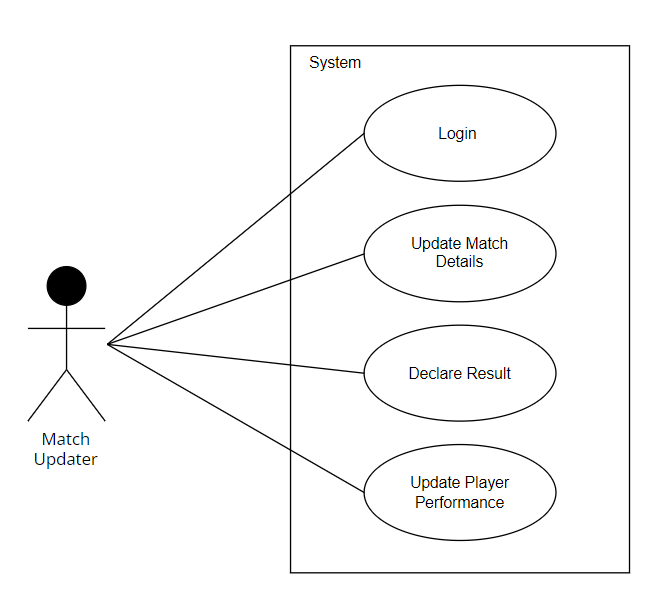 System
Login
Update Match
Details
Declare Result
Update Player
Performance
Match
Updater